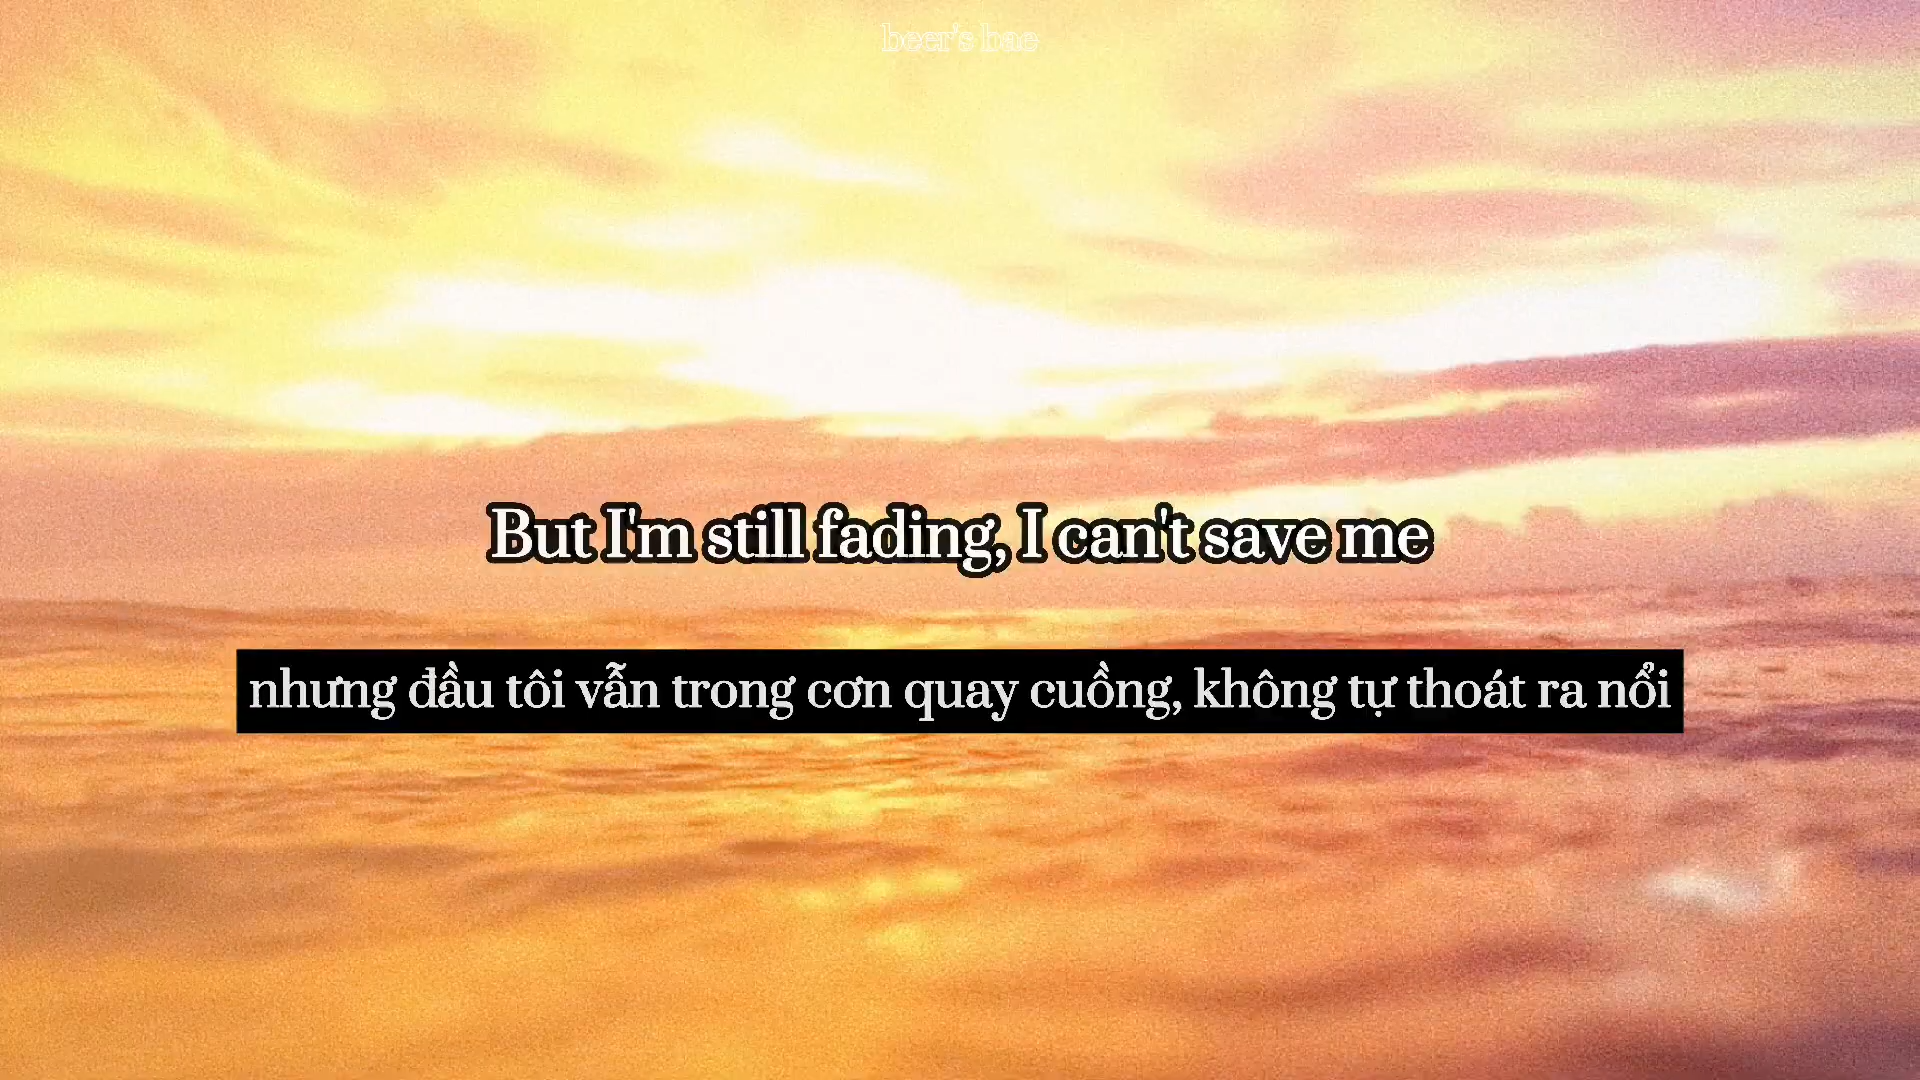 beer's bae
But I'm still fading, I can't save me
nhưng đầu tôi vẫn trong cơn quay cuồng, không tự thoát ra nổi